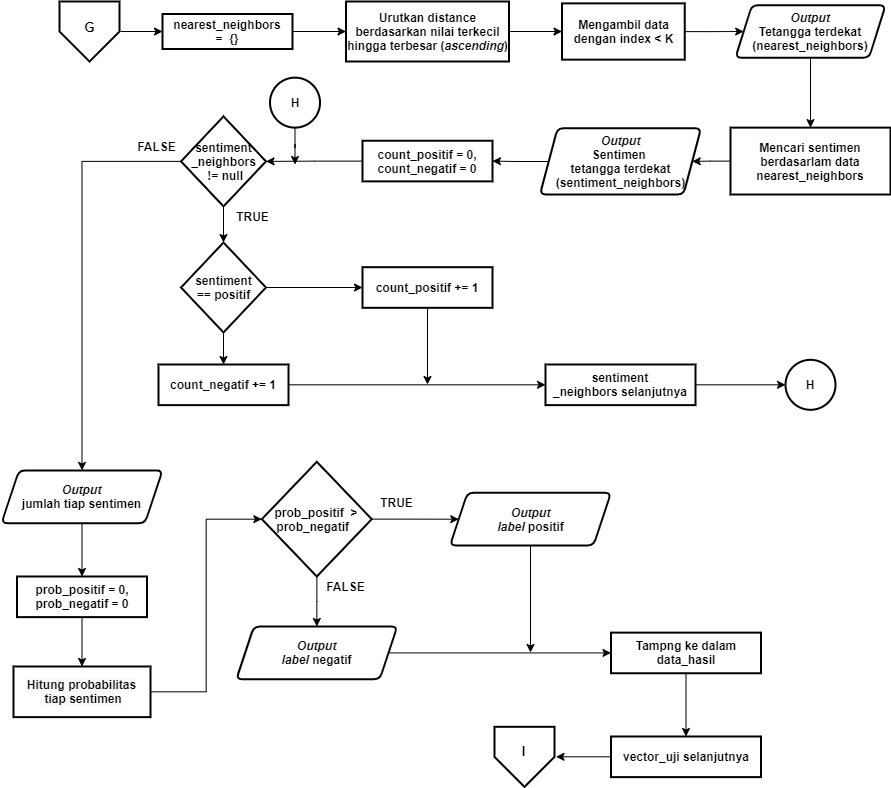 G
nearest_neighbors
= {}
Urutkan distance
berdasarkan nilai terkecil
hingga terbesar (ascending)
Mengambil data
dengan index < K
Output
Tetangga terdekat
(nearest_neighbors)
H
FALSE
sentiment
_neighbors
!= null
count_positif = 0,
count_negatif = 0
Output
Sentimen
tetangga terdekat
(sentiment_neighbors)
Mencari sentimen
berdasarlam data
nearest_neighbors
TRUE
sentiment
== positif
count_positif += 1
count_negatif += 1
sentiment
_neighbors selanjutnya
H
Output
jumlah tiap sentimen
prob_positif >
prob_negatif
TRUE
Output
label positif
FALSE
prob_positif = 0,
prob_negatif = 0
Output
label negatif
Tampng ke dalam
data_hasil
Hitung probabilitas
tiap sentimen
I
vector_uji selanjutnya